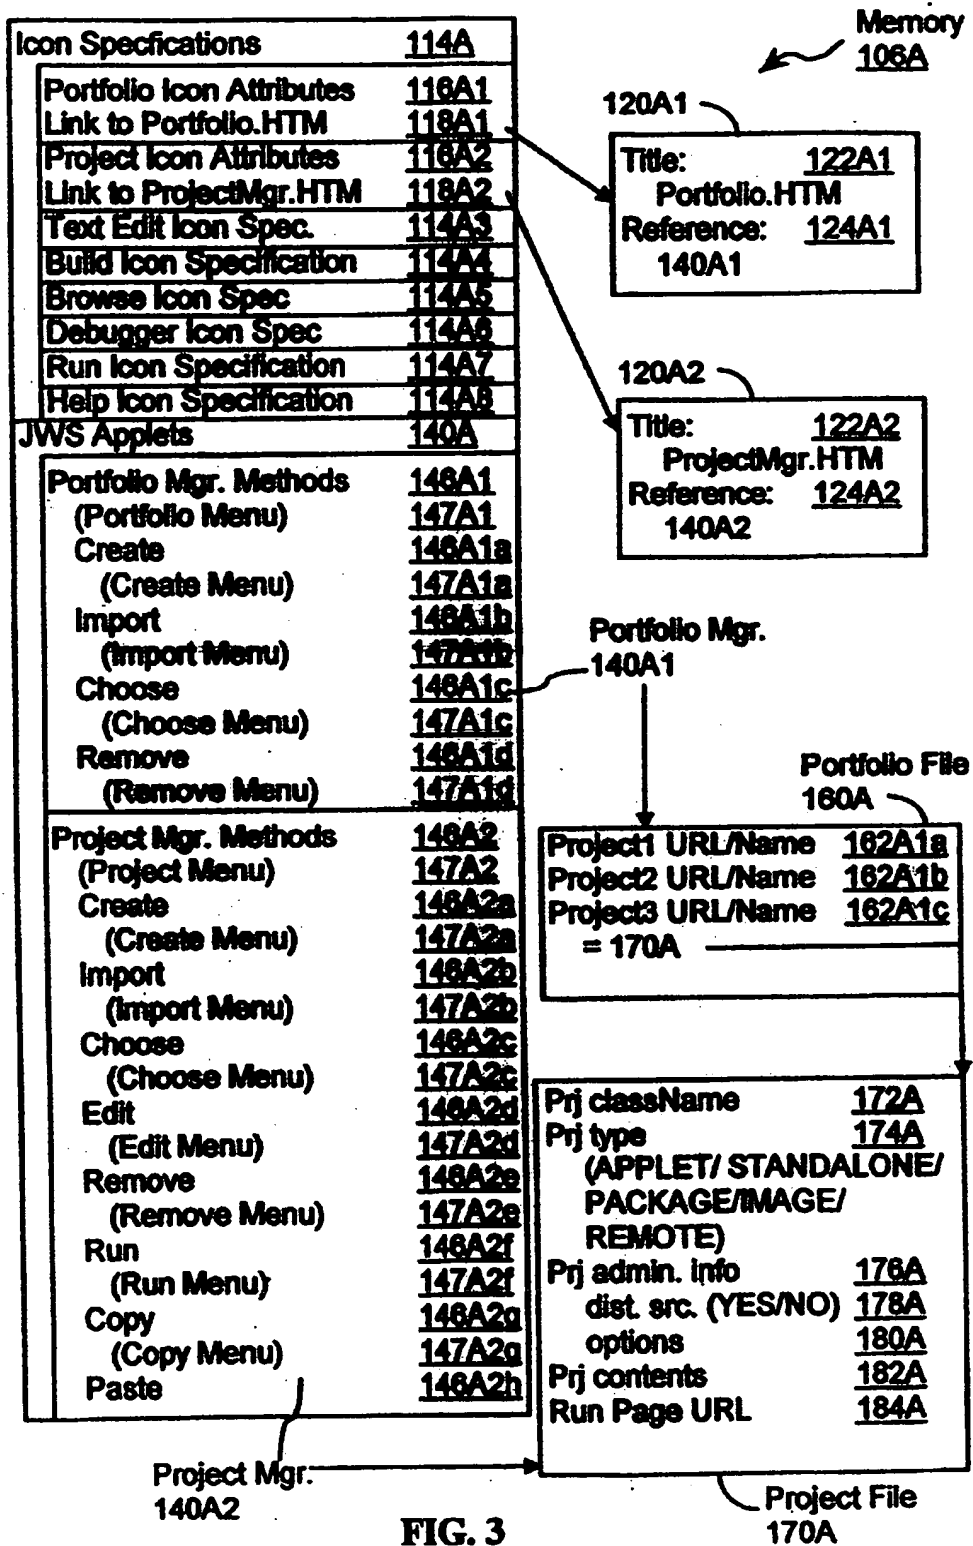 Icon Specfications 114A
Portfolio Icon Attributes 116A1
Link to Portfolio.HTM 118A1
Project Icon Attributes 116A2
Link to ProjectMgr.HTM 118A2
Text Edit Icon Spec. 114A3
Build Icon Specification 114A4
Browse Icon Spec 114A5
Debugger Icon Spec 114A6
Run Icon Specification 114A7
Help Icon Specification 114A8
JWS Applets 140A
Portfolio Mgr. Methods 146A1
(Portfolio Menu) 147A1
Create 146A1a
(Create Menu) 147A1a
Import 146A1b
(Import Menu) 147A1b
Choose 146A1c
(Choose Menu) 147A1c
Remove 146A1d
(Remove Menu) 147A1d
Project Mgr. Methods 146A2
(Project Menu) 147A2
Create 146A2a
(Create Menu) 147A2a
Import 146A2b
(Import Menu) 147A2b
Choose 146A2c
(Choose Menu) 147A2c
Edit 146A2d
(Edit Menu) 147A2d
Remove 146A2e
(Remove Menu) 147A2e
Run 146A2f
(Run Menu) 147A2f
Copy 146A2g
(Copy Menu) 147A2g
Paste 146A2h
Project Mgr.
140A2
Memory
106A
120A1
Title: 122A1
Portfolio.HTM
Reference: 124A1
140A1
120A2
Title: 122A2
ProjectMgr.HTM
Reference: 124A2
140A2
Portfolio Mgr.
140A1
Portfolio File
160A
Project1 URL/Name 162A1a
Project2 URL/Name 162A1b
Project3 URL/Name 162A1c
= 170A
Prj className 172A
Prj type 174A
(APPLET/ STANDALONE/
PACKAGE/IMAGE/
REMOTE)
Prj admin. info 176A
dist. src. (YES/NO) 178A
options 180A
Prj contents 182A
Run Page URL 184A
Project File
170A
FIG. 3